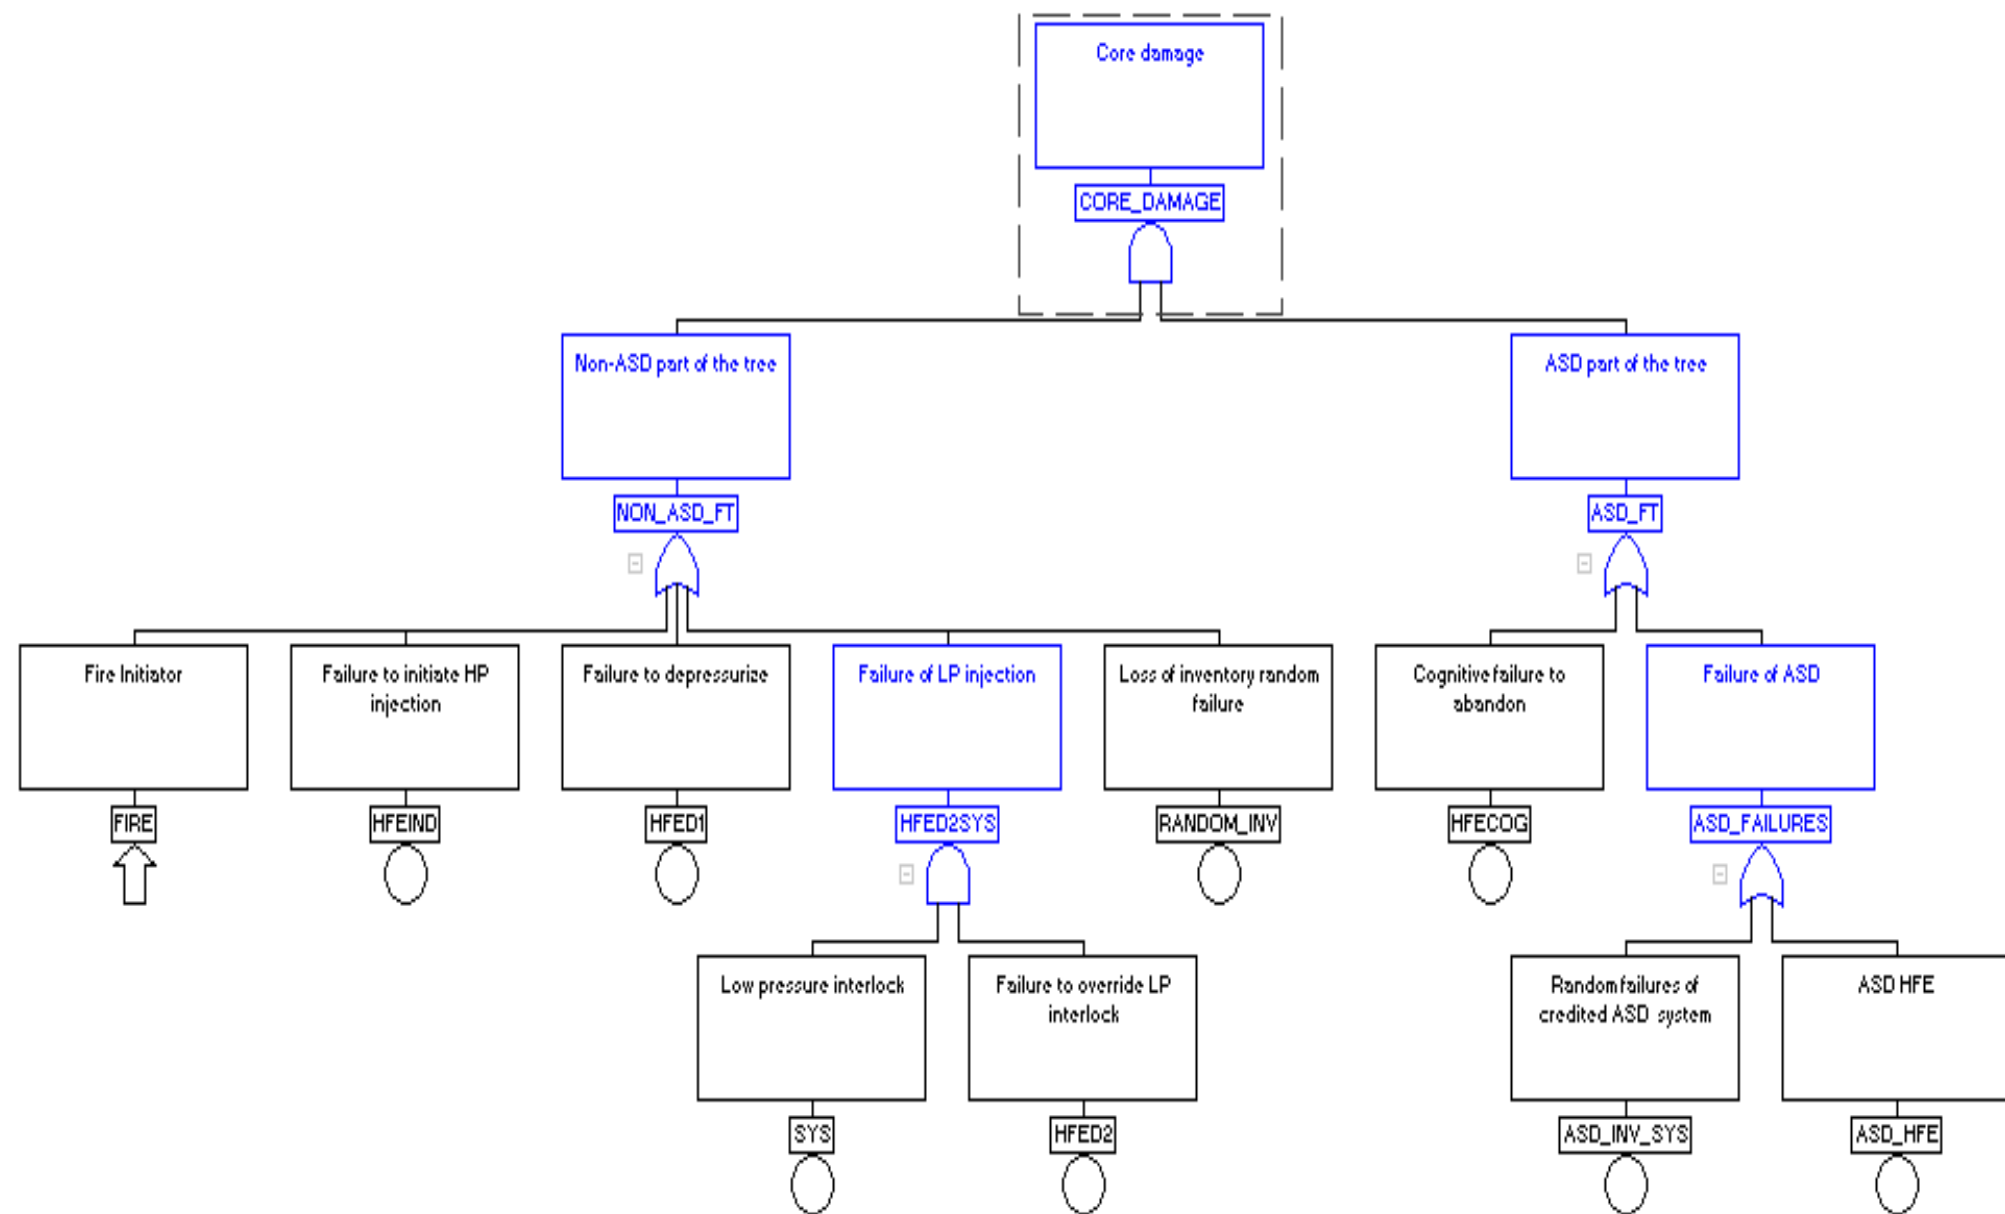 Core damage
CORE_DAMAGE
Non-ASD part of the tree
ASD part of the tree
NON_ASD_FT
ASD_FT
Fire Initiator
Failure to initiate HP
injection
Failure to depressurize
Failure of LP injection
Loss of inventory random
failure
Cognitive failure to
abandon
Failure of ASD
FIRE
HFEIND
HFED1
HFED2SYS
RANDOM_INV
HFECOG
ASD_FAILURES
Low pressure interlock
Failure to override LP
interlock
Random failures of
credited ASD system
ASD HFE
SYS
HFED2
ASD_INV_SYS
ASD_HFE